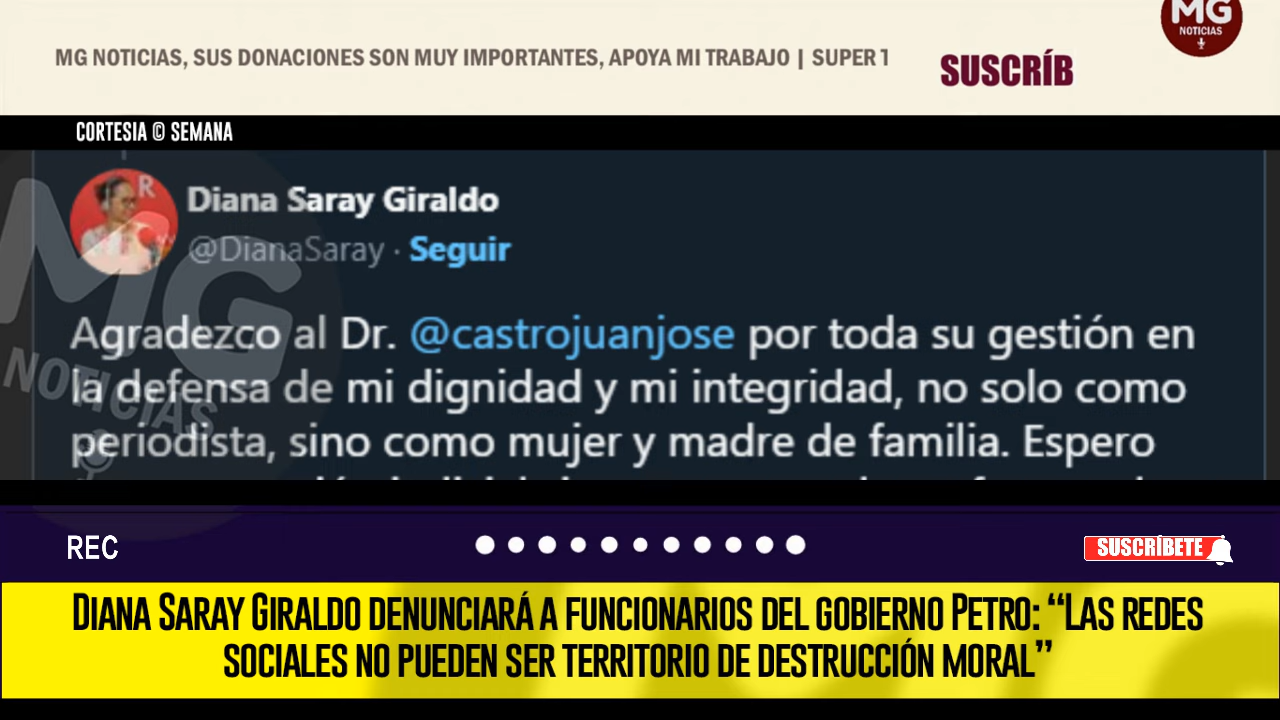 MG
NOTICIAS
MG NOTICIAS, SUS DONACIONES SON MUY IMPORTANTES, APOYA MI TRABAJO | SUPER T
SUSCRÍB
CORTESIA © SEMANA
Diana Saray Giraldo
@DianaSaray · Seguir
Agradezco al Dr. @castrojuanjose por toda su gestión en
la defensa de mi dignidad y mi integridad, no solo como
periodista, sino como mujer y madre de familia. Espero
MG
NOTICIAS
REC
SUSCRÍBETE
DIANA SARAY GIRALDO DENUNCIARÁ A FUNCIONARIOS DEL GOBIERNO PETRO: “LAS REDES
SOCIALES NO PUEDEN SER TERRITORIO DE DESTRUCCIÓN MORAL”